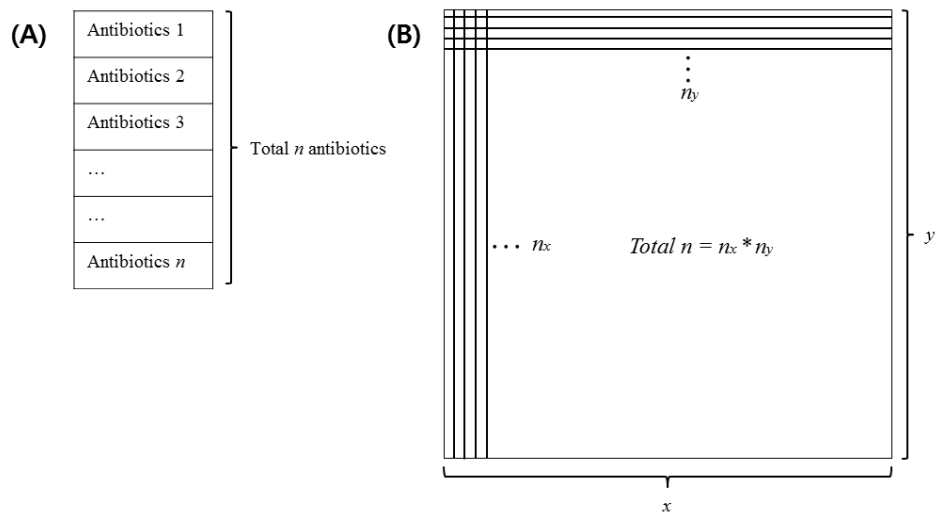 (A)
Antibiotics 1
Antibiotics 2
Antibiotics 3
...
...
Antibiotics n
Total n antibiotics
(B)
⋮
ny
... nx
Total n = nx * ny
y
x